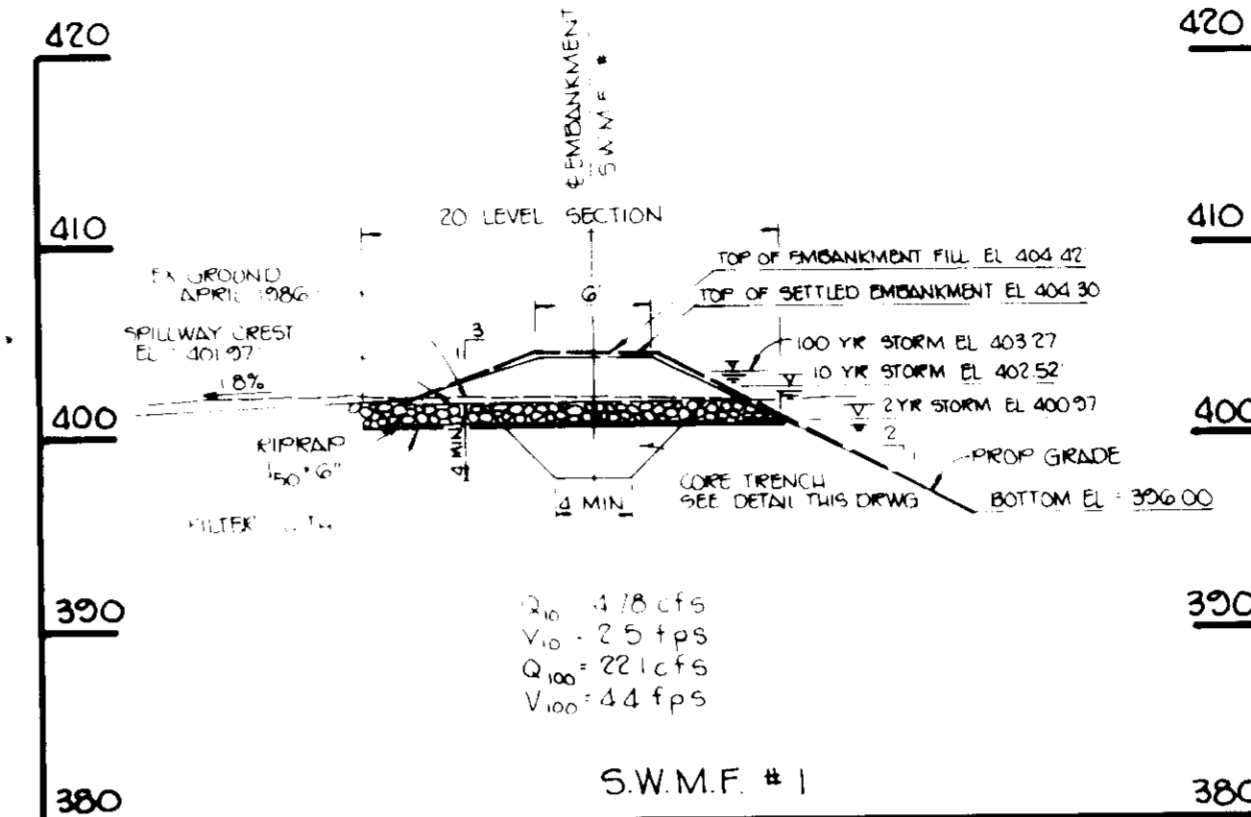 420
420
℄ EMBANKMENT
S W M F #
20 LEVEL SECTION
410
410
EX GROUND
APRIL 1986
TOP OF EMBANKMENT FILL EL 404 42
6'
TOP OF SETTLED EMBANKMENT EL 404 30
SPILLWAY CREST
EL 401 97
1
3
100 YR STORM EL 403 27
1 8%
10 YR STORM EL 402.52
2 YR STORM EL 400 97
400
400
2
RIPRAP
50 = 6"
4 MIN
PROP GRADE
CORE TRENCH
SEE DETAIL THIS DRWG
4 MIN
BOTTOM EL = 396 00
FILTER
Q10 4 78 cfs
V10 = 2 5 fps
Q100 = 22 1 cfs
V100 = 4 4 fps
390
390
S.W.M.F. # 1
380
380